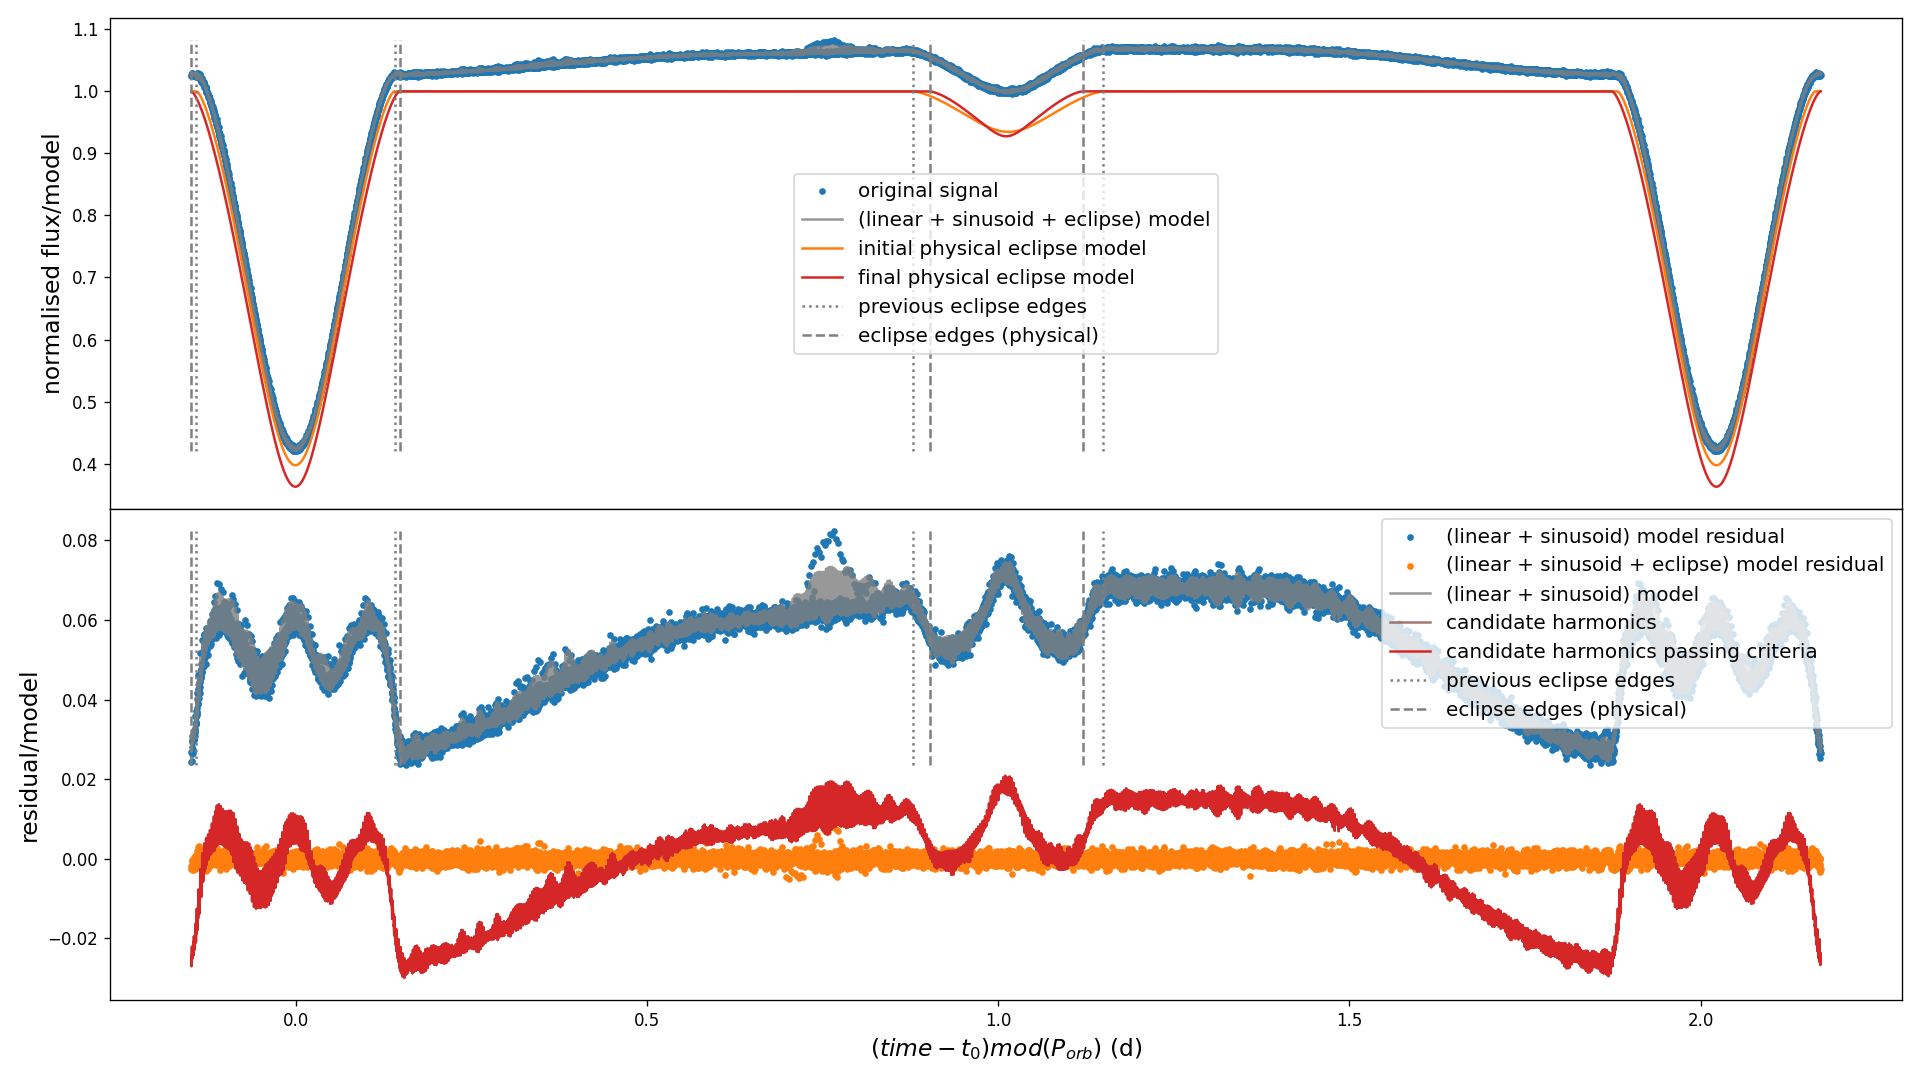 1.1
1.0
0.9
0.8
0.7
0.6
0.5
0.4
normalised flux/model
original signal
(linear + sinusoid + eclipse) model
initial physical eclipse model
final physical eclipse model
previous eclipse edges
eclipse edges (physical)
0.08
0.06
0.04
0.02
0.00
−0.02
residual/model
(linear + sinusoid) model residual
(linear + sinusoid + eclipse) model residual
(linear + sinusoid) model
candidate harmonics
candidate harmonics passing criteria
previous eclipse edges
eclipse edges (physical)
0.0 0.5 1.0 1.5 2.0
(time − t₀)mod(P_orb) (d)